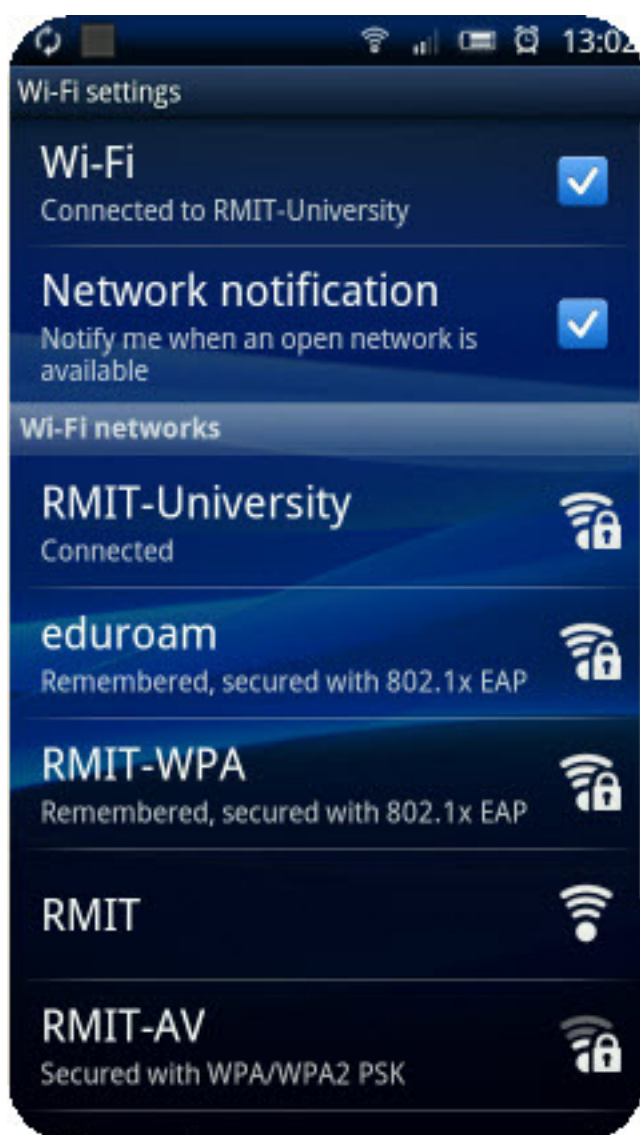 13:02
Wi-Fi settings
Wi-Fi
Connected to RMIT-University
Network notification
Notify me when an open network is
available
Wi-Fi networks
RMIT-University
Connected
eduroam
Remembered, secured with 802.1x EAP
RMIT-WPA
Remembered, secured with 802.1x EAP
RMIT
RMIT-AV
Secured with WPA/WPA2 PSK